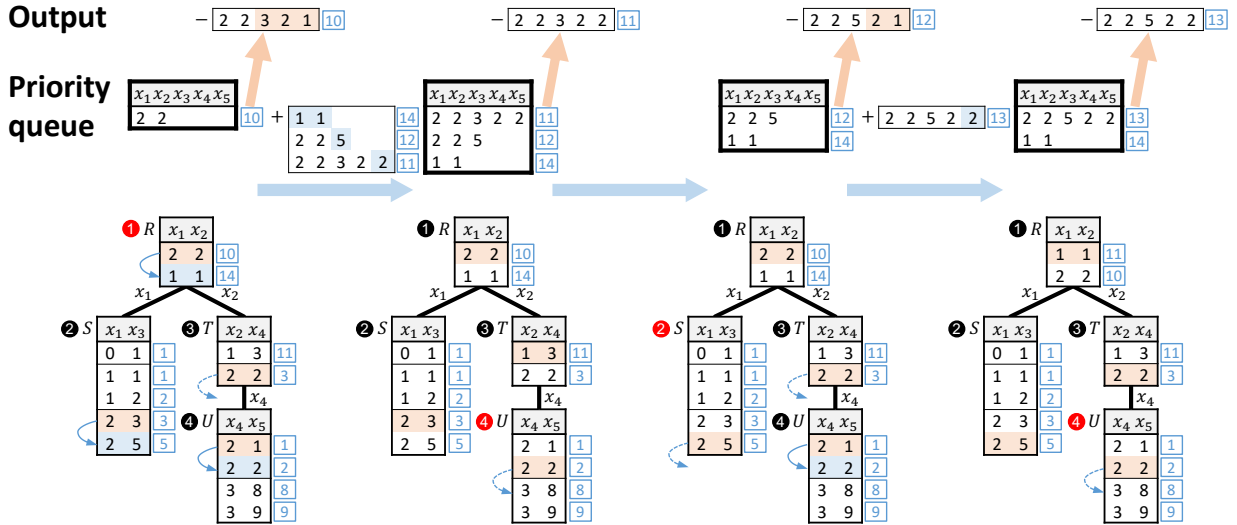 Output
− 2 2 3 2 1 10
− 2 2 3 2 2 11
− 2 2 5 2 1 12
− 2 2 5 2 2 13
Priority queue
x₁ x₂ x₃ x₄ x₅
2 2 10
+
1 1 14
2 2 5 12
2 2 3 2 2 11
x₁ x₂ x₃ x₄ x₅
2 2 3 2 2 11
2 2 5 12
1 1 14
x₁ x₂ x₃ x₄ x₅
2 2 5 12
1 1 14
+ 2 2 5 2 2 13
x₁ x₂ x₃ x₄ x₅
2 2 5 2 2 13
1 1 14
1 R x₁ x₂
2 2 10
1 1 14
x₁ x₂
2 S x₁ x₃
0 1 1
1 1 1
1 2 2
2 3 3
2 5 5
3 T x₂ x₄
1 3 11
2 2 3
x₄
4 U x₄ x₅
2 1 1
2 2 2
3 8 8
3 9 9
1 R x₁ x₂
2 2 10
1 1 14
x₁ x₂
2 S x₁ x₃
0 1 1
1 1 1
1 2 2
2 3 3
2 5 5
3 T x₂ x₄
1 3 11
2 2 3
x₄
4 U x₄ x₅
2 1 1
2 2 2
3 8 8
3 9 9
1 R x₁ x₂
2 2 10
1 1 14
x₁ x₂
2 S x₁ x₃
0 1 1
1 1 1
1 2 2
2 3 3
2 5 5
3 T x₂ x₄
1 3 11
2 2 3
x₄
4 U x₄ x₅
2 1 1
2 2 2
3 8 8
3 9 9
1 R x₁ x₂
1 1 11
2 2 10
x₁ x₂
2 S x₁ x₃
0 1 1
1 1 1
1 2 2
2 3 3
2 5 5
3 T x₂ x₄
1 3 11
2 2 3
x₄
4 U x₄ x₅
2 1 1
2 2 2
3 8 8
3 9 9